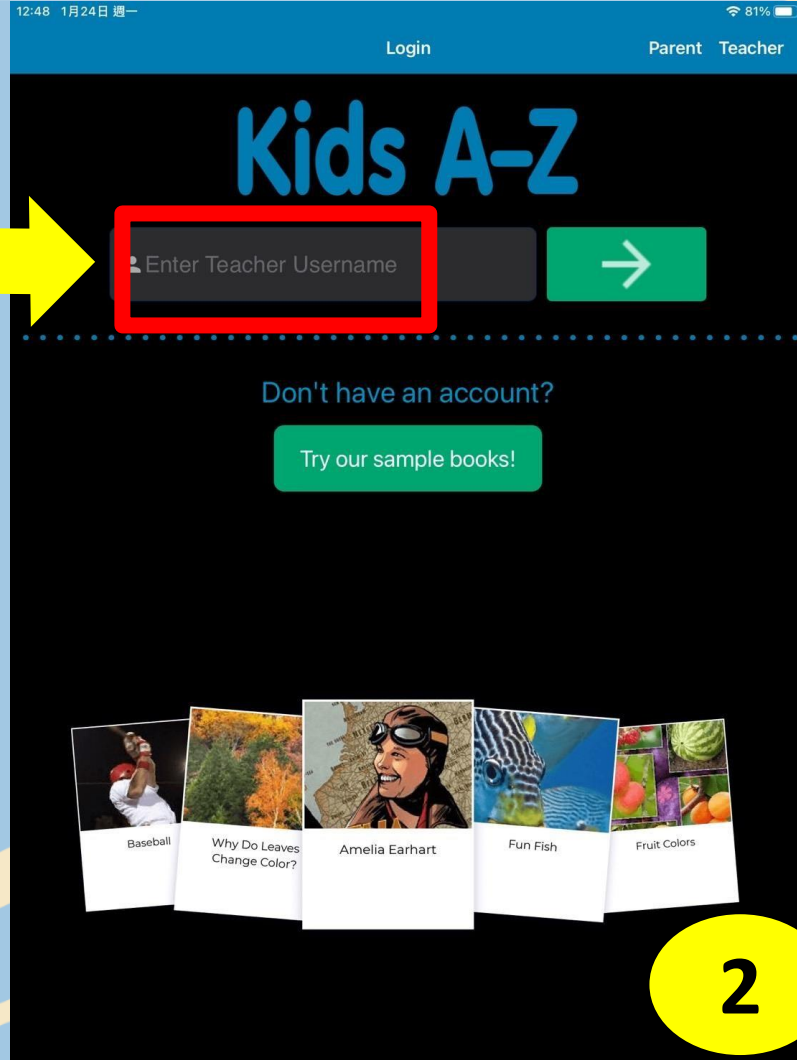 12:48 1月24日 週一 81%
Login Parent Teacher
Kids A-Z
Enter Teacher Username
Don't have an account?
Try our sample books!
Baseball
Why Do Leaves
Change Color?
Amelia Earhart
Fun Fish
Fruit Colors
2